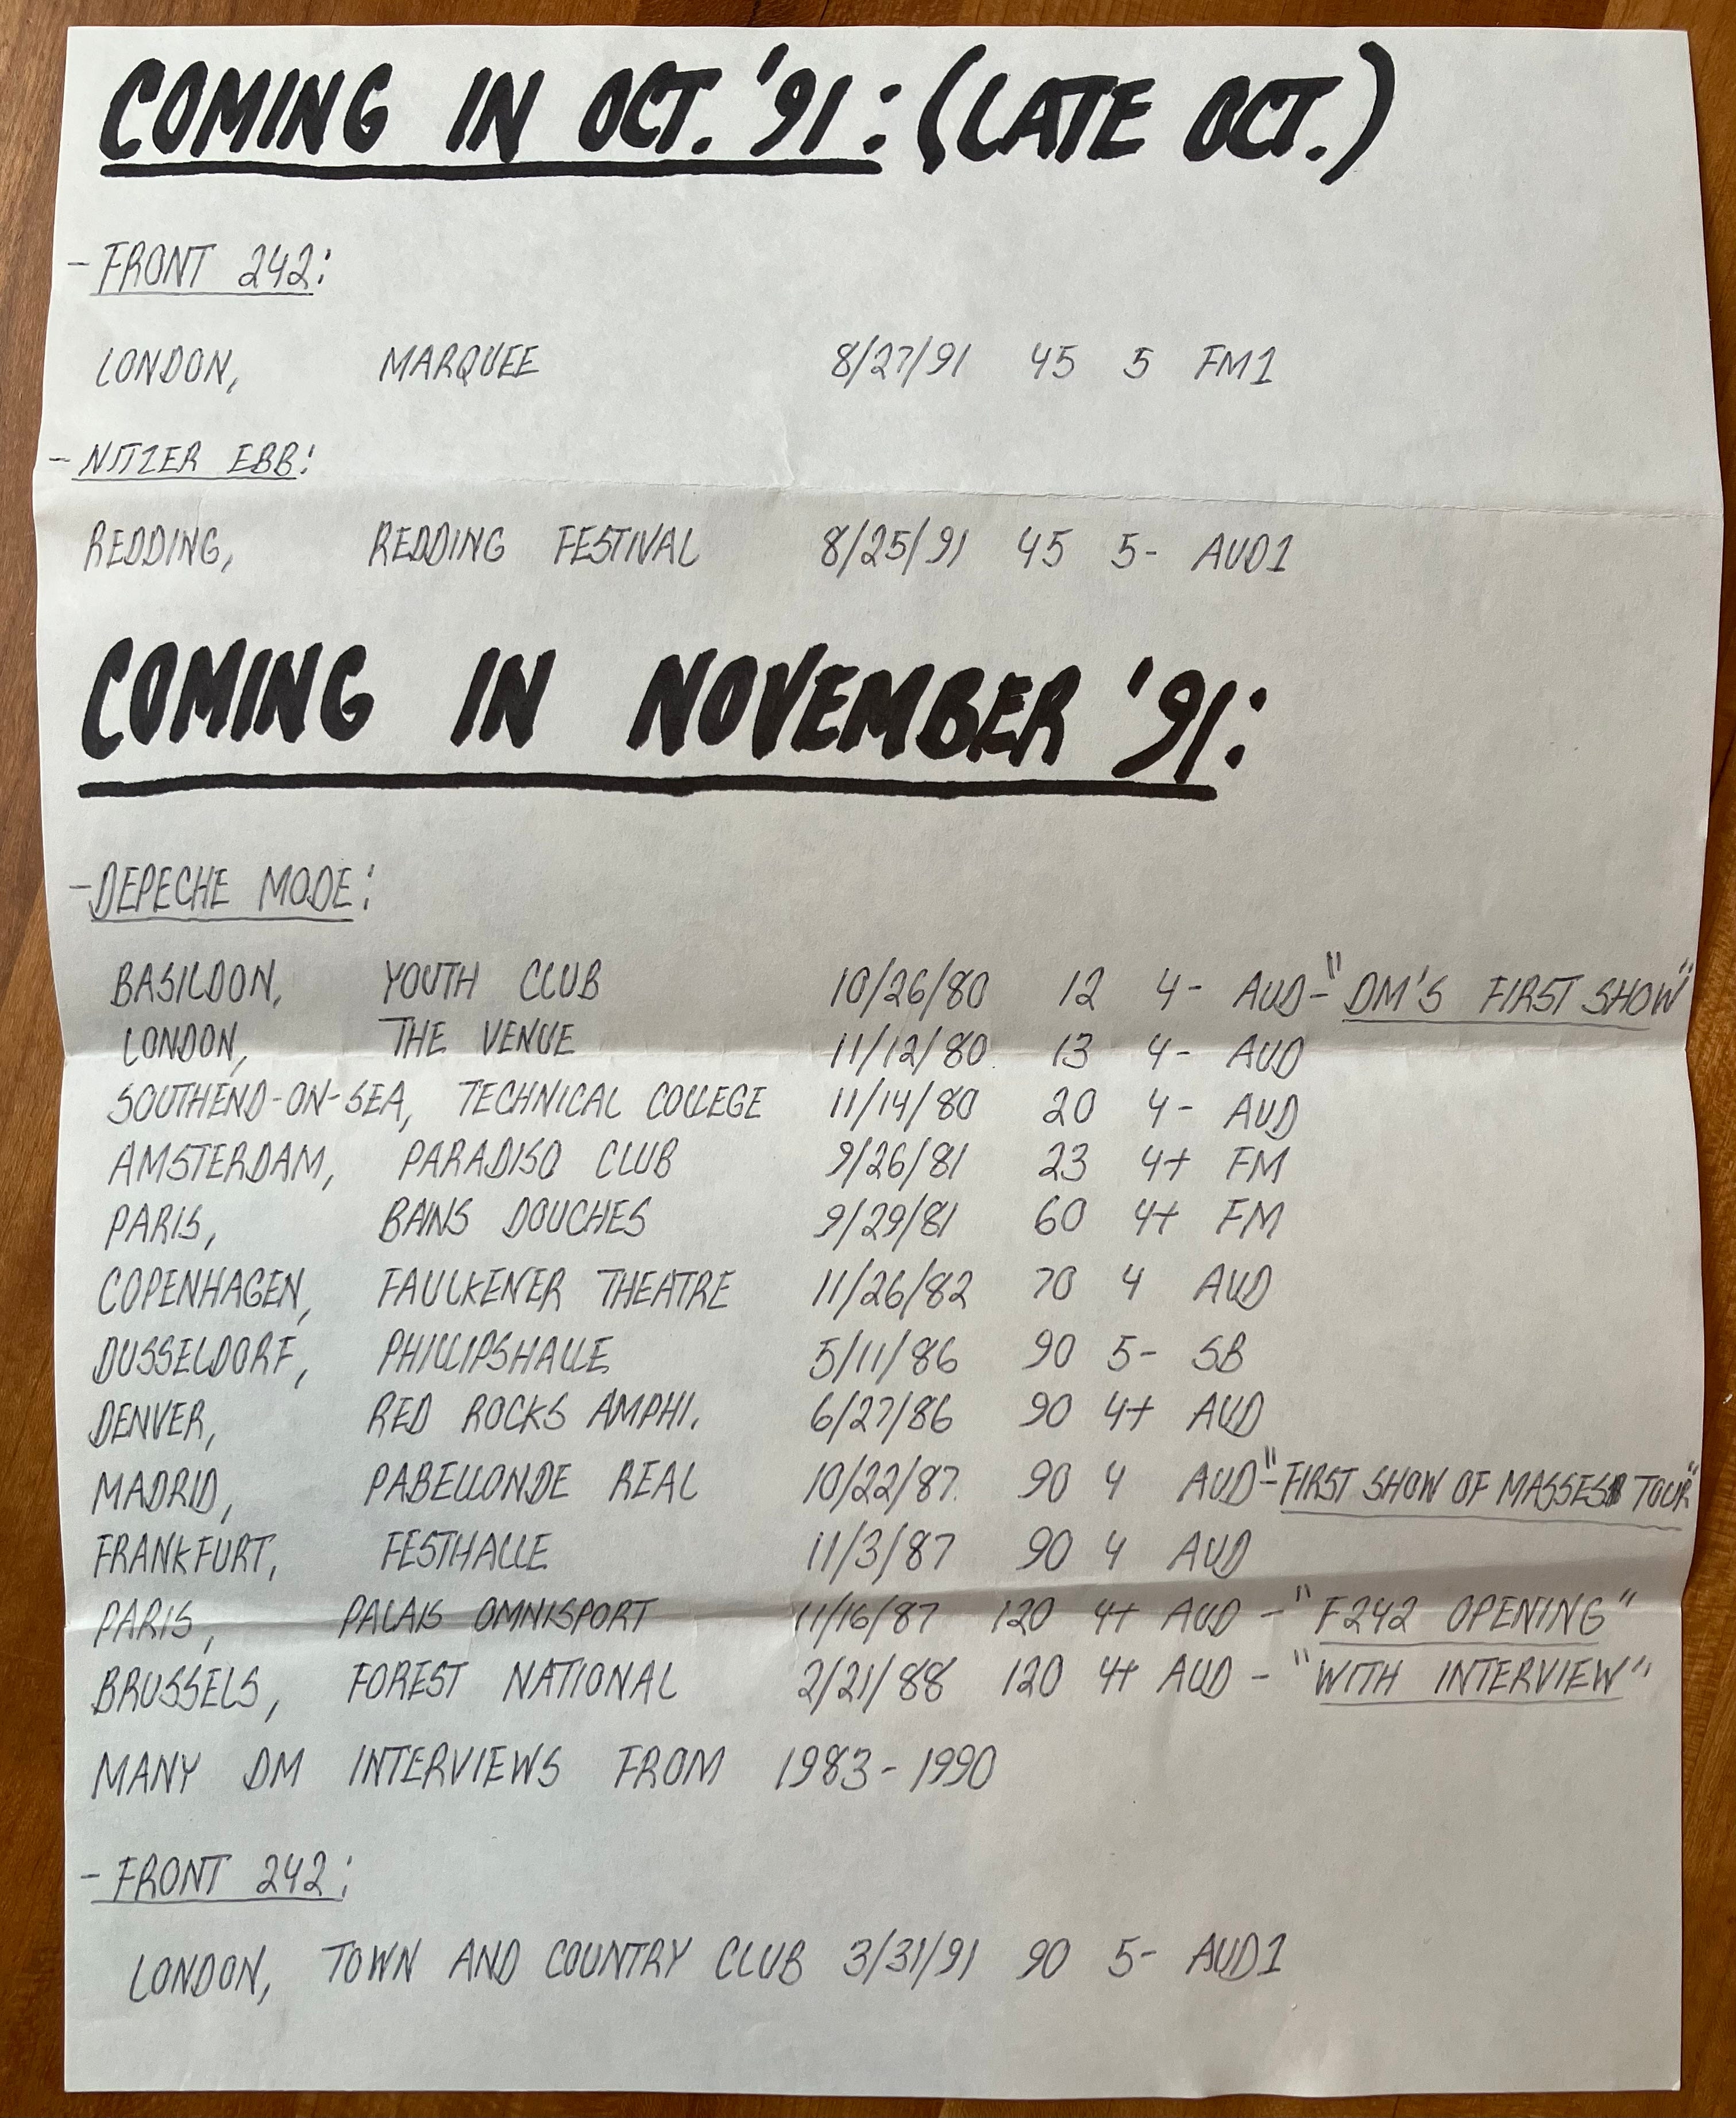 COMING IN OCT. '91: (LATE OCT.)
- FRONT 242:
LONDON, MARQUEE 8/27/91 45 5 FM1
- NITZER EBB:
REDDING, REDDING FESTIVAL 8/25/91 45 5- AUD1
COMING IN NOVEMBER '91:
- DEPECHE MODE:
BASILDON, YOUTH CLUB 10/26/80 12 4- AUD - "DM'S FIRST SHOW"
LONDON, THE VENUE 11/12/80 13 4- AUD
SOUTHEND-ON-SEA, TECHNICAL COLLEGE 11/14/80 20 4- AUD
AMSTERDAM, PARADISO CLUB 9/26/81 23 4+ FM
PARIS, BAINS DOUCHES 9/29/81 60 4+ FM
COPENHAGEN, FAULKENER THEATRE 11/26/82 70 4 AUD
DUSSELDORF, PHILLIPSHALLE 5/11/86 90 5- SB
DENVER, RED ROCKS AMPHI. 6/27/86 90 4+ AUD
MADRID, PABELLONDE REAL 10/22/87 90 4 AUD - "FIRST SHOW OF MASSES TOUR"
FRANKFURT, FESTHALLE 11/3/87 90 4 AUD
PARIS, PALAIS OMNISPORT 11/16/87 120 4+ AUD - "F242 OPENING"
BRUSSELS, FOREST NATIONAL 2/21/88 120 4+ AUD - "WITH INTERVIEW"
MANY DM INTERVIEWS FROM 1983-1990
- FRONT 242:
LONDON, TOWN AND COUNTRY CLUB 3/31/91 90 5- AUD1